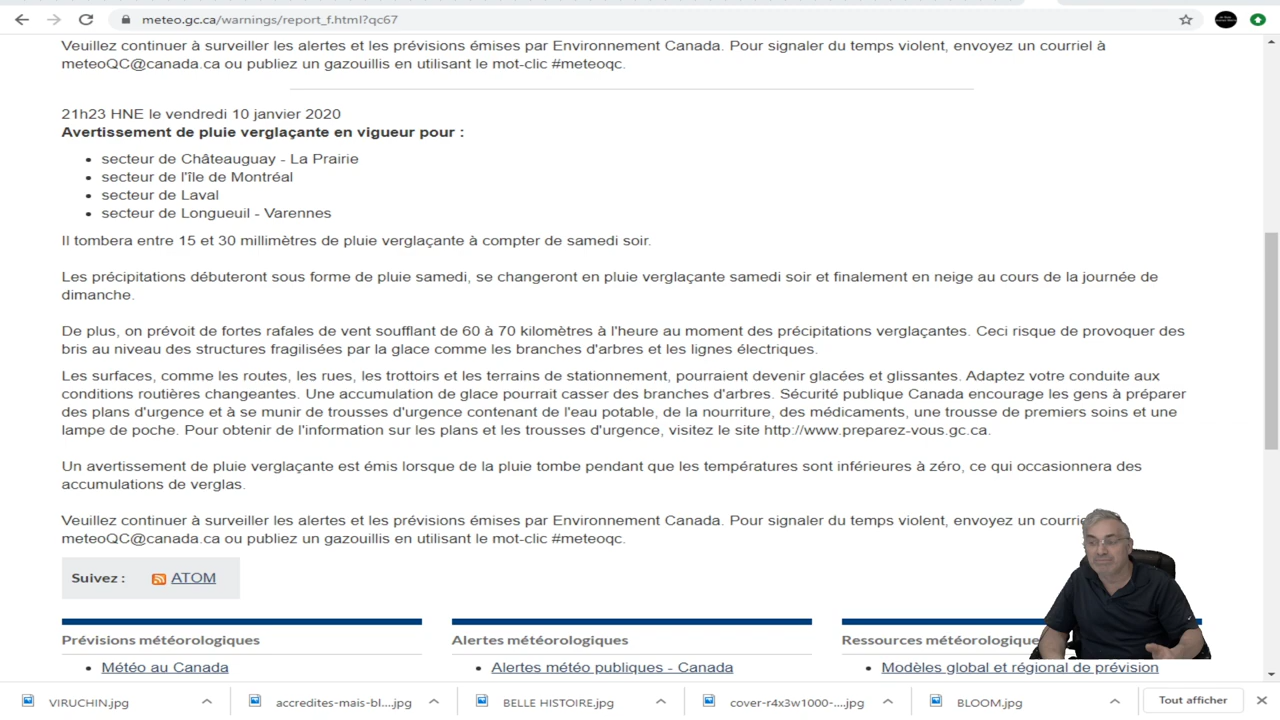 meteo.gc.ca/warnings/report_f.html?qc67
Veuillez continuer à surveiller les alertes et les prévisions émises par Environnement Canada. Pour signaler du temps violent, envoyez un courriel à
meteoQC@canada.ca ou publiez un gazouillis en utilisant le mot-clic #meteoqc.
21h23 HNE le vendredi 10 janvier 2020
Avertissement de pluie verglaçante en vigueur pour :
secteur de Châteauguay - La Prairie
secteur de l'île de Montréal
secteur de Laval
secteur de Longueuil - Varennes
Il tombera entre 15 et 30 millimètres de pluie verglaçante à compter de samedi soir.
Les précipitations débuteront sous forme de pluie samedi, se changeront en pluie verglaçante samedi soir et finalement en neige au cours de la journée de
dimanche.
De plus, on prévoit de fortes rafales de vent soufflant de 60 à 70 kilomètres à l'heure au moment des précipitations verglaçantes. Ceci risque de provoquer des
bris au niveau des structures fragilisées par la glace comme les branches d'arbres et les lignes électriques.
Les surfaces, comme les routes, les rues, les trottoirs et les terrains de stationnement, pourraient devenir glacées et glissantes. Adaptez votre conduite aux
conditions routières changeantes. Une accumulation de glace pourrait casser des branches d'arbres. Sécurité publique Canada encourage les gens à préparer
des plans d'urgence et à se munir de trousses d'urgence contenant de l'eau potable, de la nourriture, des médicaments, une trousse de premiers soins et une
lampe de poche. Pour obtenir de l'information sur les plans et les trousses d'urgence, visitez le site http://www.preparez-vous.gc.ca.
Un avertissement de pluie verglaçante est émis lorsque de la pluie tombe pendant que les températures sont inférieures à zéro, ce qui occasionnera des
accumulations de verglas.
Veuillez continuer à surveiller les alertes et les prévisions émises par Environnement Canada. Pour signaler du temps violent, envoyez un courrie
meteoQC@canada.ca ou publiez un gazouillis en utilisant le mot-clic #meteoqc.
Suivez : ATOM
Prévisions météorologiques
Alertes météorologiques
Ressources météorologique
Météo au Canada
Alertes météo publiques - Canada
Modèles global et régional de prévision
VIRUCHIN.jpg
accredites-mais-bl....jpg
BELLE HISTOIRE.jpg
cover-r4x3w1000-....jpg
BLOOM.jpg
Tout afficher